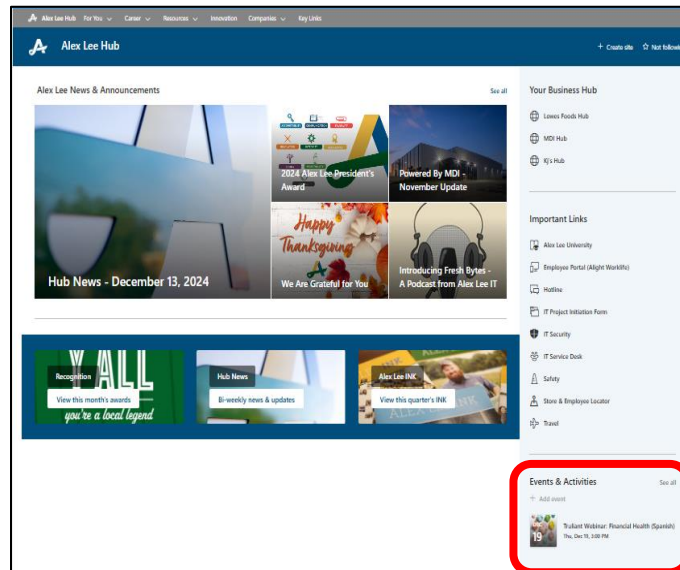 Alex Lee Hub For You Career Resources Innovation Companies Key Links
Alex Lee Hub
+ Create site Not followi
Alex Lee News & Announcements
See all
2024 Alex Lee President's
Award
Powered By MDI -
November Update
Happy
Thanksgiving
We Are Grateful for You
Introducing Fresh Bytes -
A Podcast from Alex Lee IT
Hub News - December 13, 2024
Y'ALL
you're a local legend
Recognition
View this month's awards
Hub News
Bi-weekly news & updates
Alex Lee INK
View this quarter's INK
Your Business Hub
Lowes Foods Hub
MDI Hub
KJ's Hub
Important Links
Alex Lee University
Employee Portal (Alight Worklife)
Hotline
IT Project Initiation Form
IT Security
IT Service Desk
Safety
Store & Employee Locator
Travel
Events & Activities
See all
+ Add event
19
Truliant Webinar: Financial Health (Spanish)
Thu, Dec 19, 3:00 PM